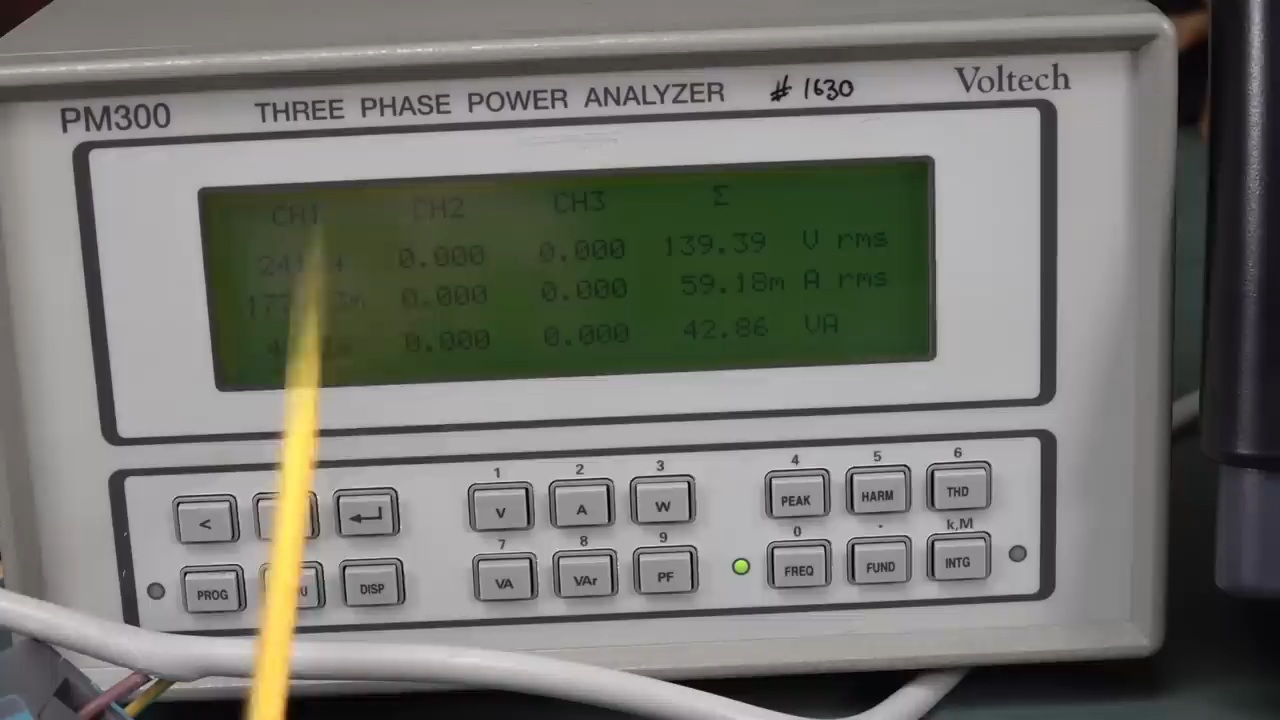 PM300 THREE PHASE POWER ANALYZER # 1630 Voltech
CH1 CH2 CH3 Σ
0.000 0.000 139.39 V rms
0.000 0.000 59.18m A rms
0.000 0.000 42.86 VA
1 2 3 4 5 6
< V A W PEAK HARM THD
7 8 9 0 . k,M
PROG DISP VA VAr PF FREQ FUND INTG